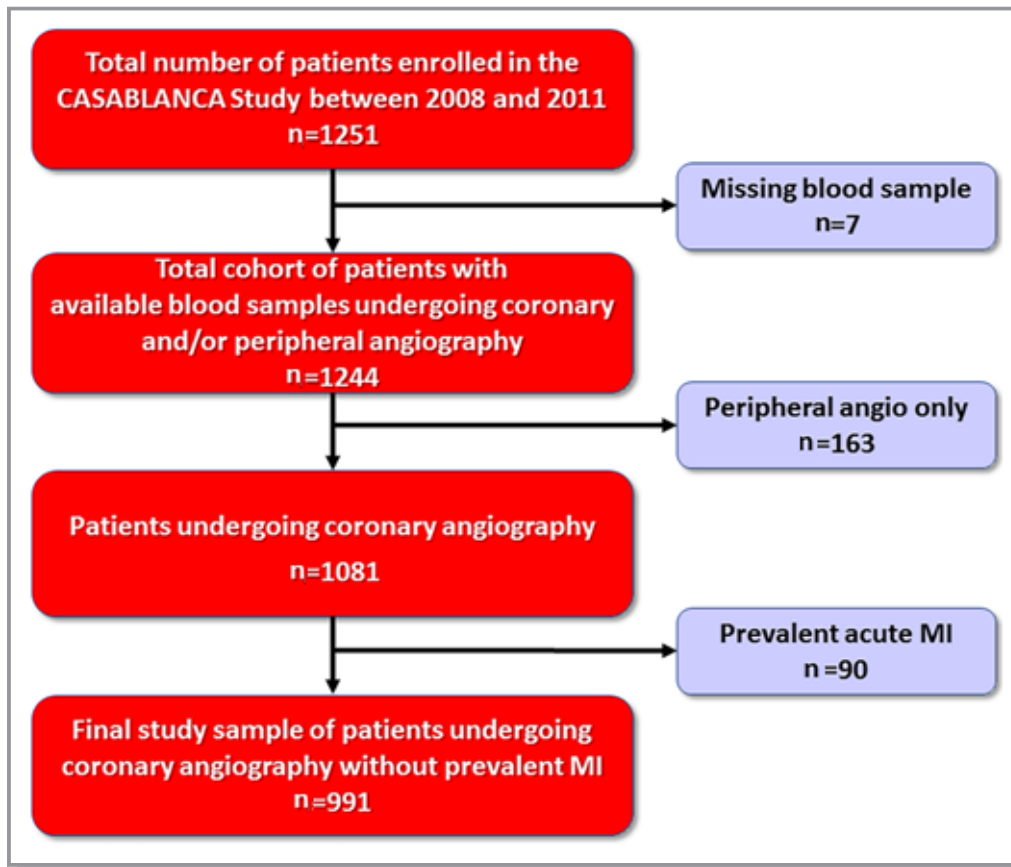 Total number of patients enrolled in the
CASABLANCA Study between 2008 and 2011
n=1251
Missing blood sample
n=7
Total cohort of patients with
available blood samples undergoing coronary
and/or peripheral angiography
n=1244
Peripheral angio only
n=163
Patients undergoing coronary angiography
n=1081
Prevalent acute MI
n =90
Final study sample of patients undergoing
coronary angiography without prevalent MI
n=991